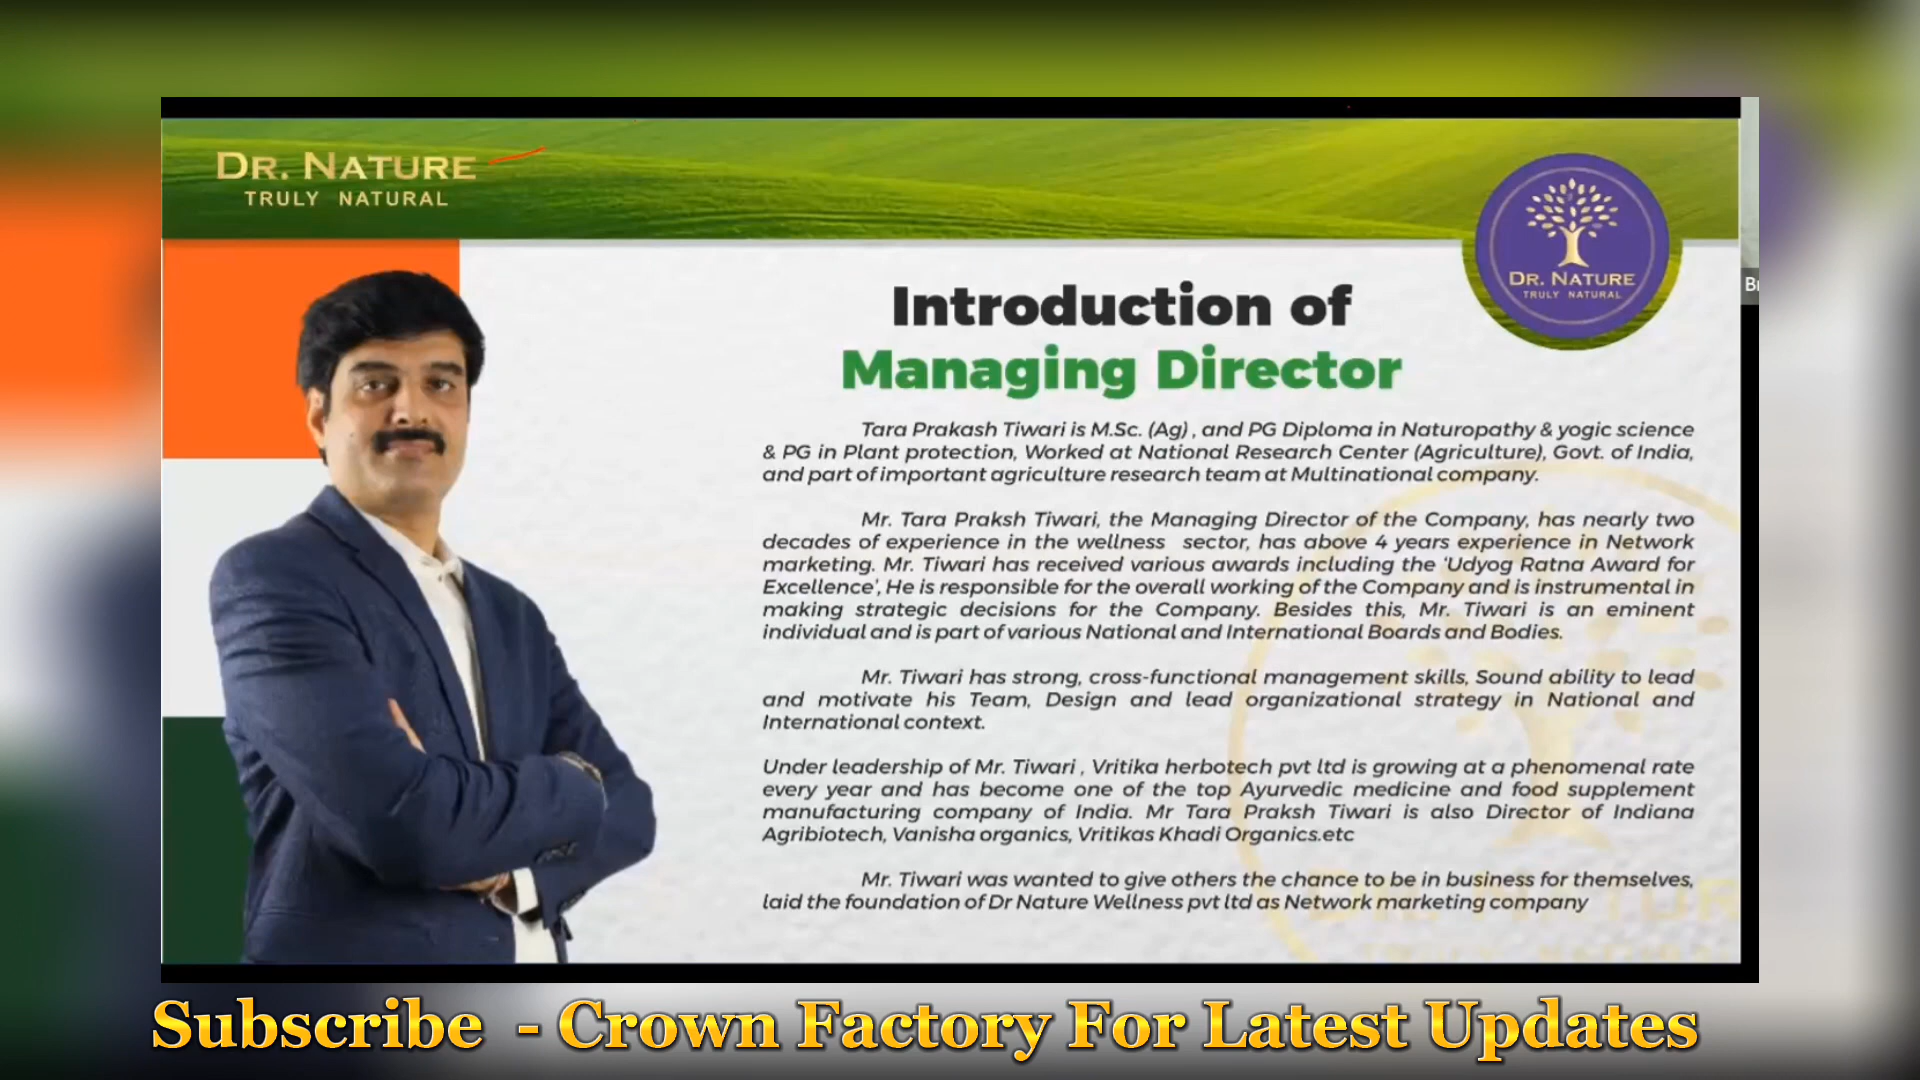 DR. NATURE
TRULY NATURAL
DR. NATURE
TRULY NATURAL
Introduction of
Managing Director
Tara Prakash Tiwari is M.Sc. (Ag) , and PG Diploma in Naturopathy & yogic science
& PG in Plant protection, Worked at National Research Center (Agriculture), Govt. of India,
and part of important agriculture research team at Multinational company.
Mr. Tara Praksh Tiwari, the Managing Director of the Company, has nearly two
decades of experience in the wellness sector, has above 4 years experience in Network
marketing. Mr. Tiwari has received various awards including the ‘Udyog Ratna Award for
Excellence’, He is responsible for the overall working of the Company and is instrumental in
making strategic decisions for the Company. Besides this, Mr. Tiwari is an eminent
individual and is part of various National and International Boards and Bodies.
Mr. Tiwari has strong, cross-functional management skills, Sound ability to lead
and motivate his Team, Design and lead organizational strategy in National and
International context.
Under leadership of Mr. Tiwari , Vritika herbotech pvt ltd is growing at a phenomenal rate
every year and has become one of the top Ayurvedic medicine and food supplement
manufacturing company of India. Mr Tara Praksh Tiwari is also Director of Indiana
Agribiotech, Vanisha organics, Vritikas Khadi Organics.etc
Mr. Tiwari was wanted to give others the chance to be in business for themselves,
laid the foundation of Dr Nature Wellness pvt ltd as Network marketing company
Subscribe - Crown Factory For Latest Updates